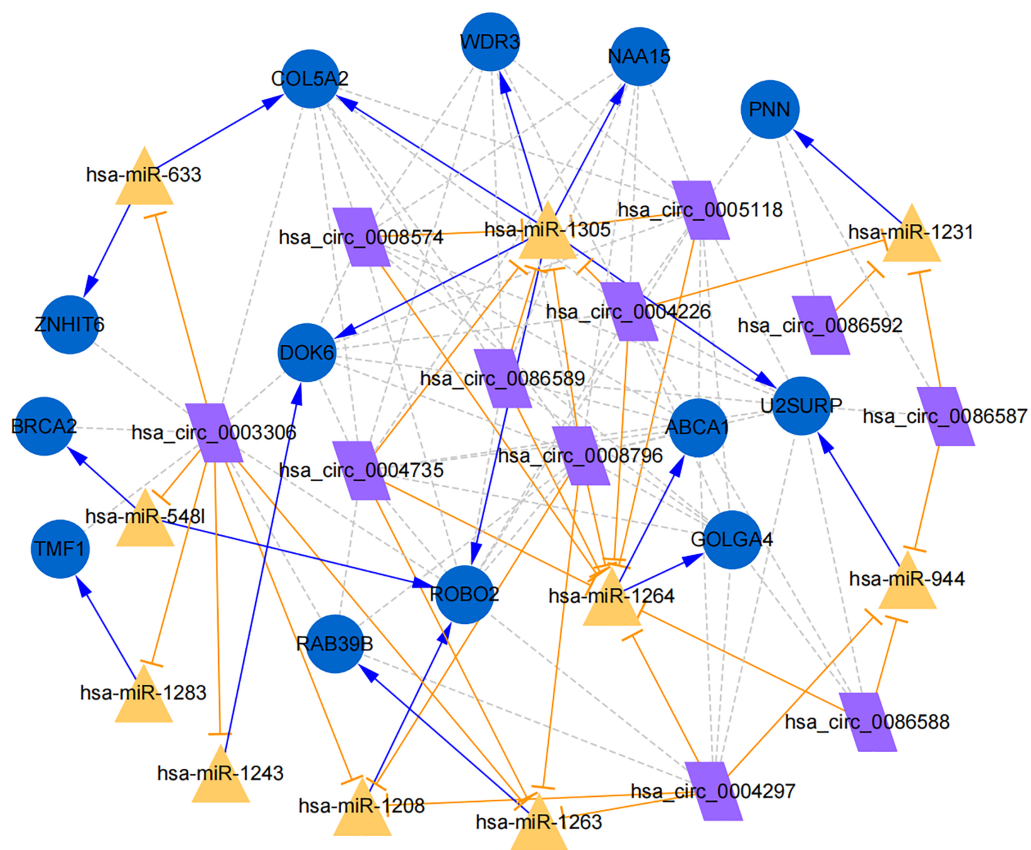 WDR3
NAA15
COL5A2
PNN
hsa-miR-633
hsa_circ_0005118
hsa-miR-1305
hsa-miR-1231
hsa_circ_0008574
hsa_circ_0004226
ZNHIT6
hsa_circ_0086592
DOK6
hsa_circ_0086589
U2SURP
hsa_circ_0086587
BRCA2
hsa_circ_0003306
ABCA1
hsa_circ_0008796
hsa_circ_0004735
hsa-miR-548l
GOLGA4
TMF1
hsa-miR-944
ROBO2
hsa-miR-1264
RAB39B
hsa-miR-1283
hsa_circ_0086588
hsa-miR-1243
hsa_circ_0004297
hsa-miR-1208
hsa-miR-1263